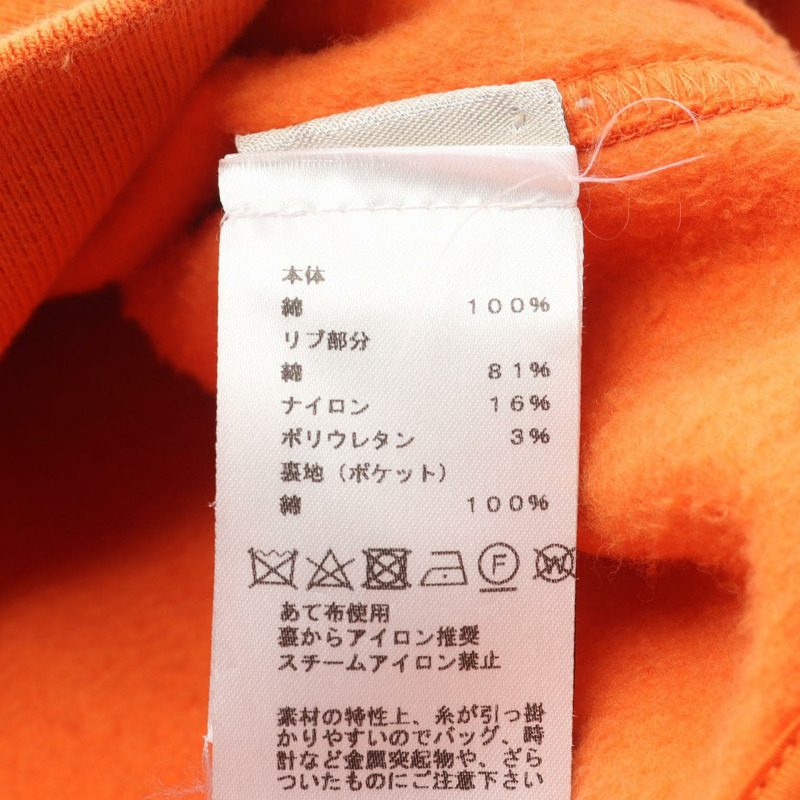 本体
綿 100%
リブ部分
綿 81%
ナイロン 16%
ポリウレタン 3%
裏地（ポケット）
綿 100%
F W
あて布使用
裏からアイロン推奨
スチームアイロン禁止
素材の特性上、糸が引っ掛
かりやすいのでバッグ、時
計など金属突起物や、ざら
ついたものにご注意下さい